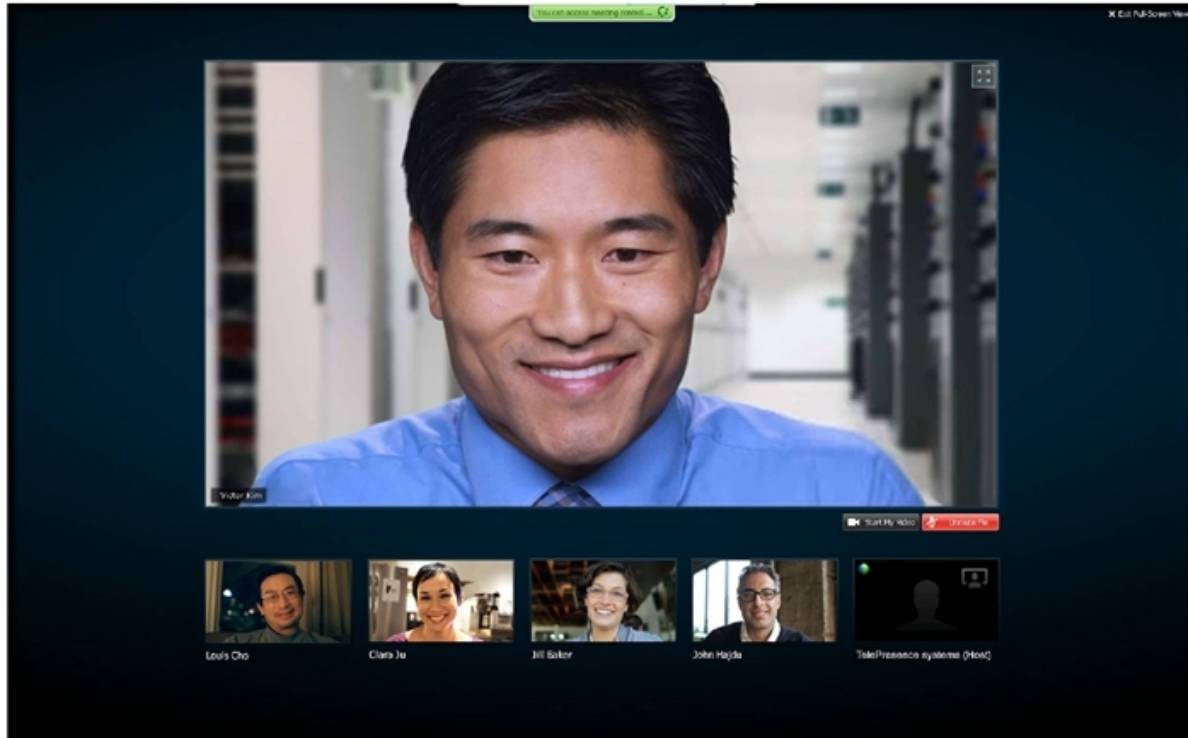 You can access meeting control ...
Exit Full-Screen View
Victor Kim
Start My Video
Unmute Me
Louis Cho
Clara Ju
Jill Baker
John Hajdu
TelePresence systems (Host)